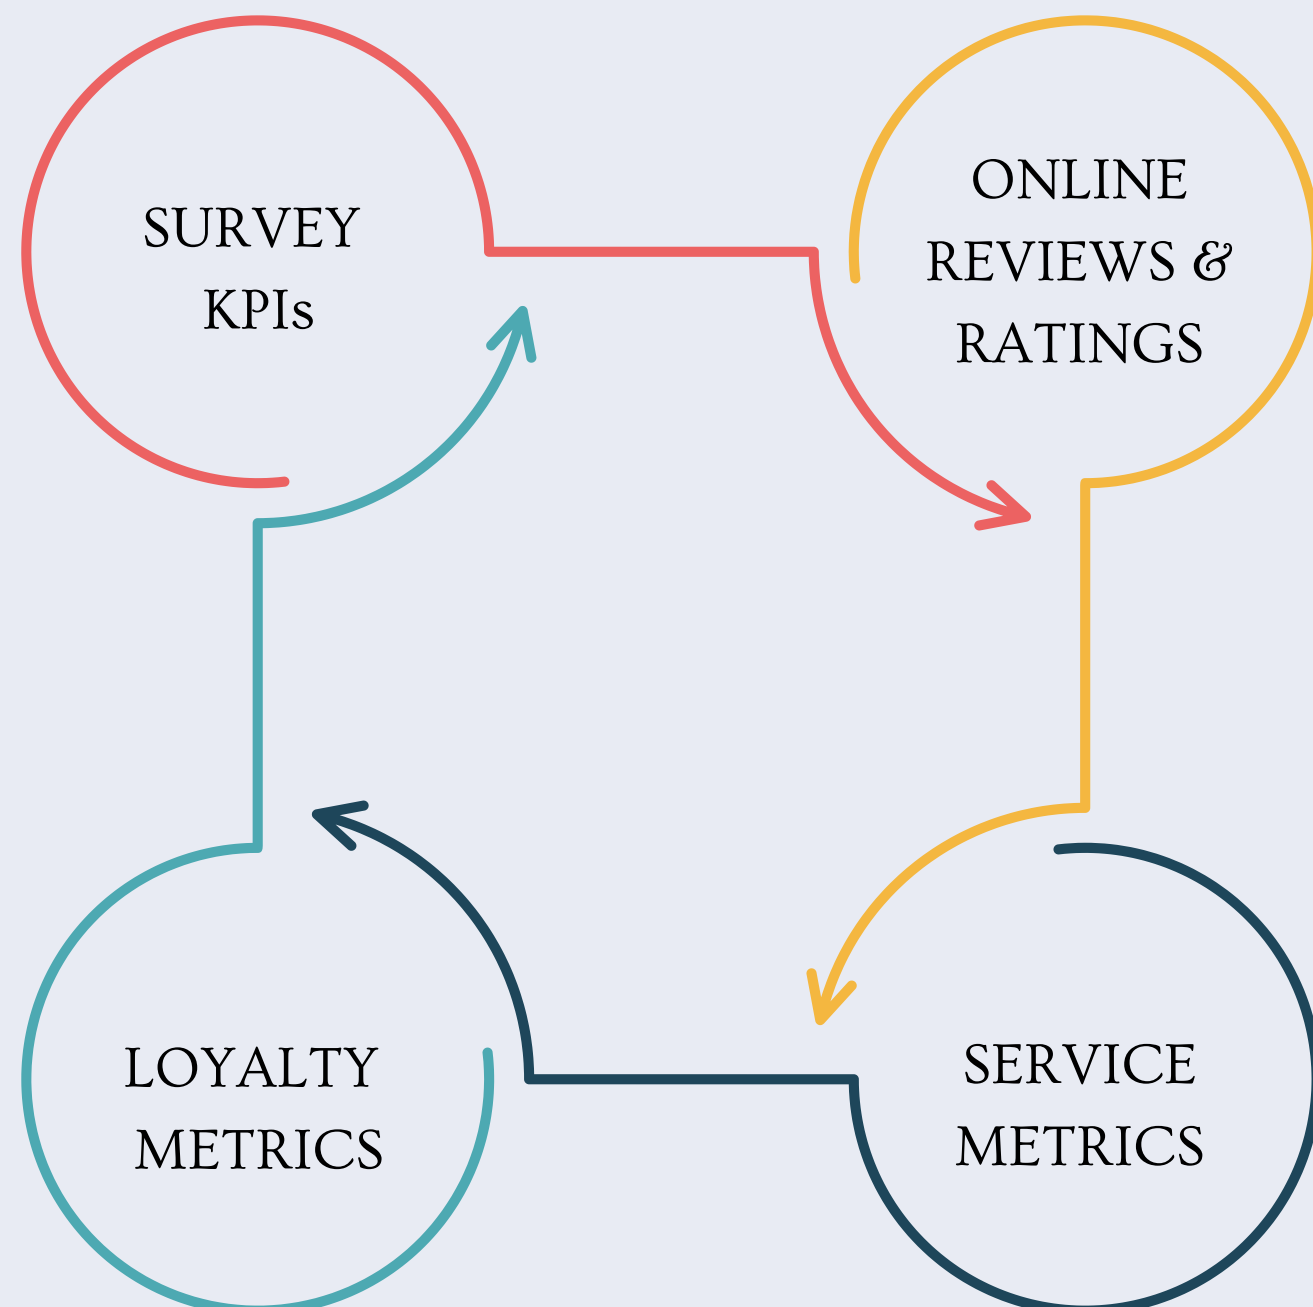 SURVEY
KPIs
ONLINE
REVIEWS &
RATINGS
LOYALTY
METRICS
SERVICE
METRICS